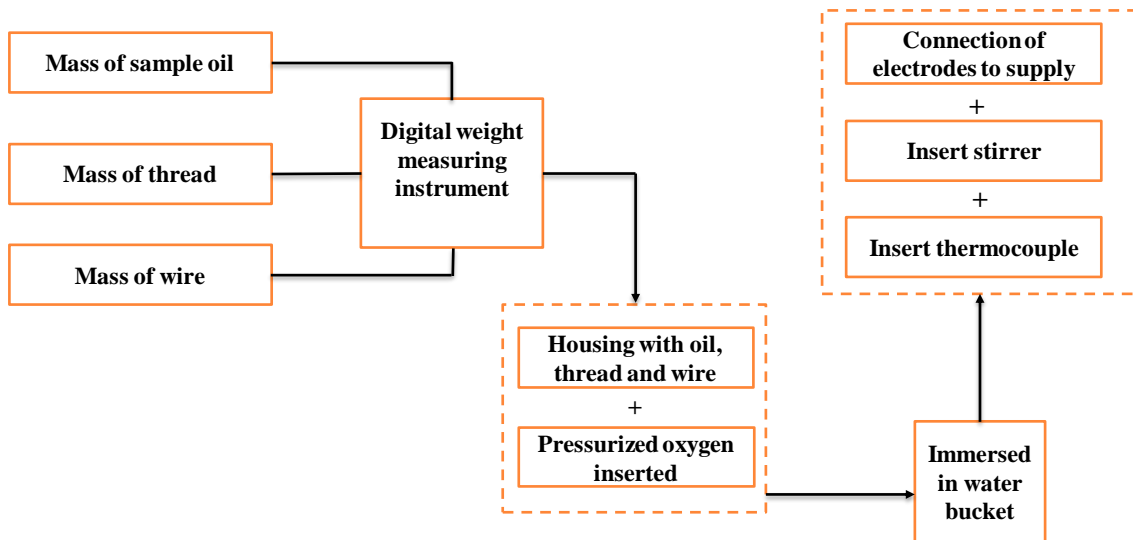 Mass of sample oil
Mass of thread
Mass of wire
Digital weight
measuring
instrument
Housing with oil,
thread and wire
+
Pressurized oxygen
inserted
Immersed
in water
bucket
Connection of
electrodes to supply
+
Insert stirrer
+
Insert thermocouple